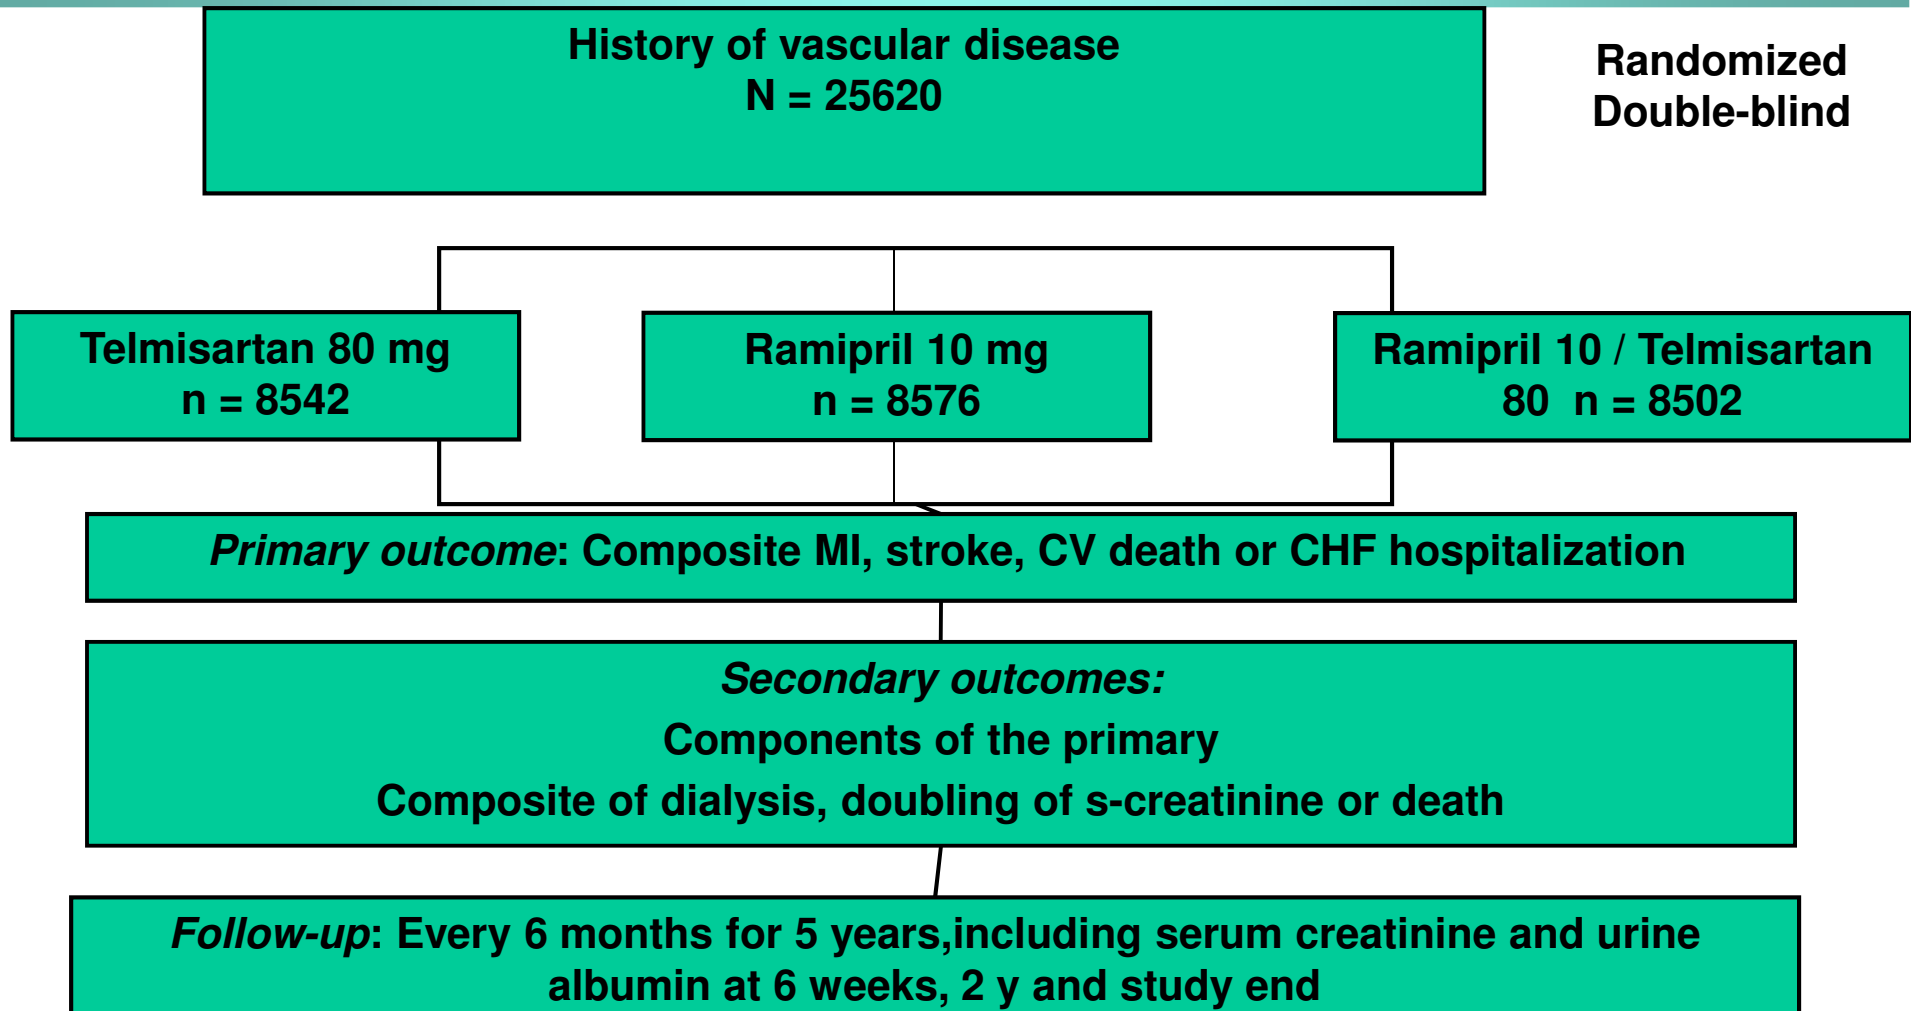 History of vascular disease
N = 25620
Randomized
Double-blind
Telmisartan 80 mg
n = 8542
Ramipril 10 mg
n = 8576
Ramipril 10 / Telmisartan
80 n = 8502
Primary outcome: Composite MI, stroke, CV death or CHF hospitalization
Secondary outcomes:
Components of the primary
Composite of dialysis, doubling of s-creatinine or death
Follow-up: Every 6 months for 5 years,including serum creatinine and urine
albumin at 6 weeks, 2 y and study end